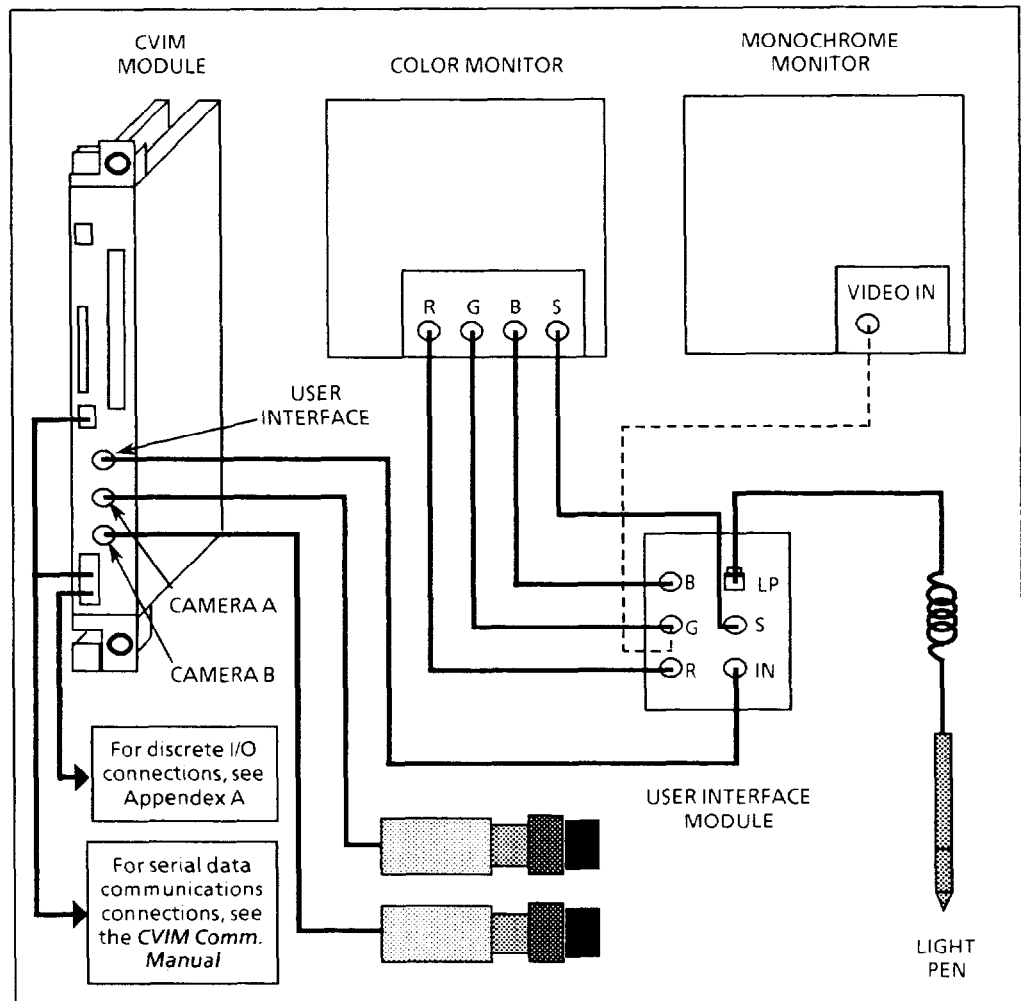 CVIM
MODULE
COLOR MONITOR
MONOCHROME
MONITOR
R G B S
VIDEO IN
USER
INTERFACE
B LP
G S
R IN
CAMERA A
CAMERA B
For discrete I/O
connections, see
Appendex A
For serial data
communications
connections, see
the CVIM Comm.
Manual
USER INTERFACE
MODULE
LIGHT
PEN